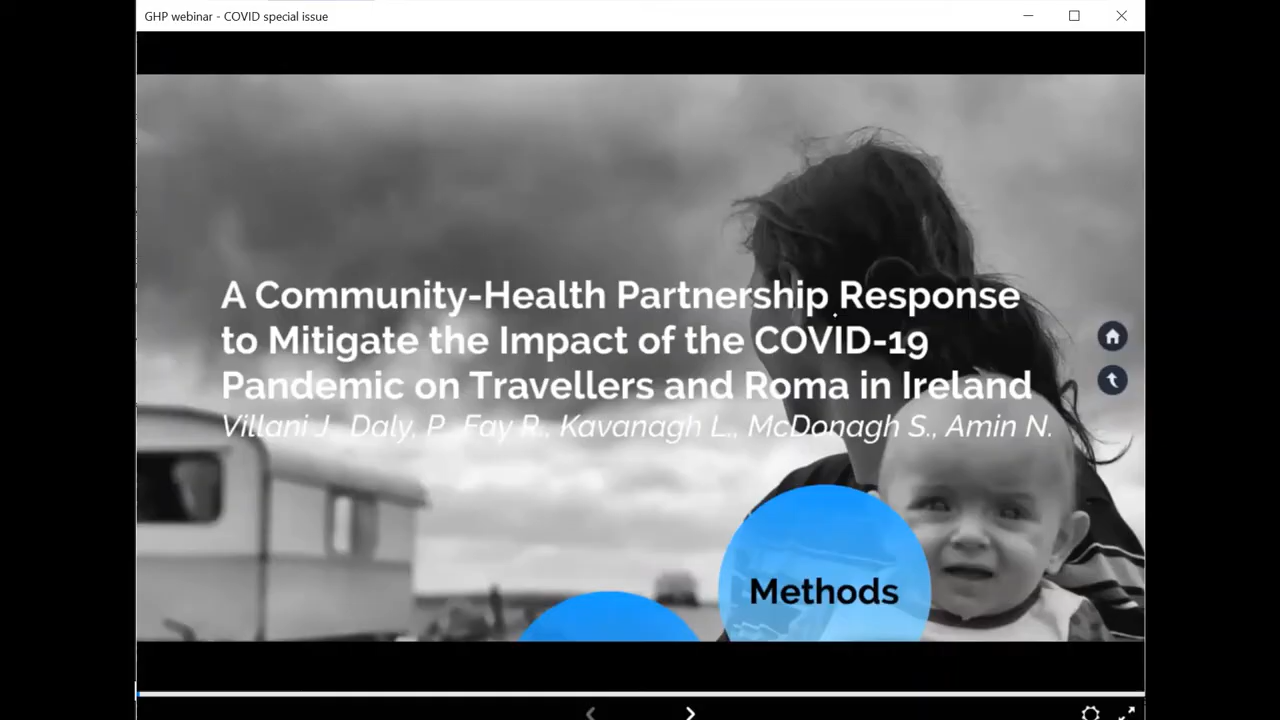 GHP webinar - COVID special issue
A Community-Health Partnership Response
to Mitigate the Impact of the COVID-19
Pandemic on Travellers and Roma in Ireland
Villani J., Daly, P., Fay R., Kavanagh L., McDonagh S., Amin N.
Methods